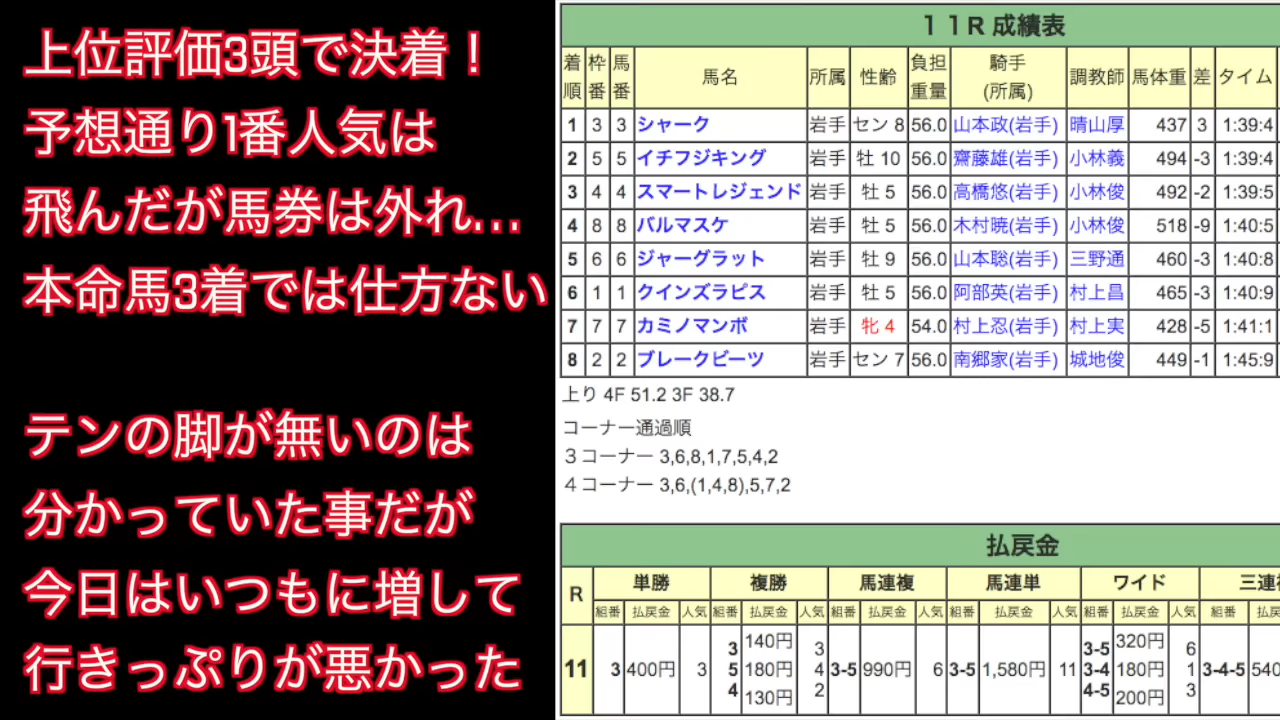 上位評価3頭で決着！
予想通り1番人気は
飛んだが馬券は外れ…
本命馬3着では仕方ない
テンの脚が無いのは
分かっていた事だが
今日はいつもに増して
行きっぷりが悪かった
１１R 成績表
着順 枠番 馬番 馬名 所属 性齢 負担重量 騎手(所属) 調教師 馬体重 差 タイム
1 3 3 シャーク 岩手 セン 8 56.0 山本政(岩手) 晴山厚 437 3 1:39:4
2 5 5 イチフジキング 岩手 牡 10 56.0 齋藤雄(岩手) 小林義 494 -3 1:39:4
3 4 4 スマートレジェンド 岩手 牡 5 56.0 高橋悠(岩手) 小林俊 492 -2 1:39:5
4 8 8 バルマスケ 岩手 牡 5 56.0 木村暁(岩手) 小林俊 518 -9 1:40:5
5 6 6 ジャーグラット 岩手 牡 9 56.0 山本聡(岩手) 三野通 460 -3 1:40:8
6 1 1 クインズラピス 岩手 牡 5 56.0 阿部英(岩手) 村上昌 465 -3 1:40:9
7 7 7 カミノマンボ 岩手 牝 4 54.0 村上忍(岩手) 村上実 428 -5 1:41:1
8 2 2 ブレークビーツ 岩手 セン 7 56.0 南郷家(岩手) 城地俊 449 -1 1:45:9
上り 4F 51.2 3F 38.7
コーナー通過順
３コーナー 3,6,8,1,7,5,4,2
４コーナー 3,6,(1,4,8),5,7,2
払戻金
R 単勝 複勝 馬連複 馬連単 ワイド 三連
組番 払戻金 人気 組番 払戻金 人気 組番 払戻金 人気 組番 払戻金 人気 組番 払戻金 人気 組番 払戻
11 3 400円 3 3 140円 3 3-5 990円 6 3-5 1,580円 11 3-5 320円 6 3-4-5 540
5 180円 4 3-4 180円 1
4 130円 2 4-5 200円 3